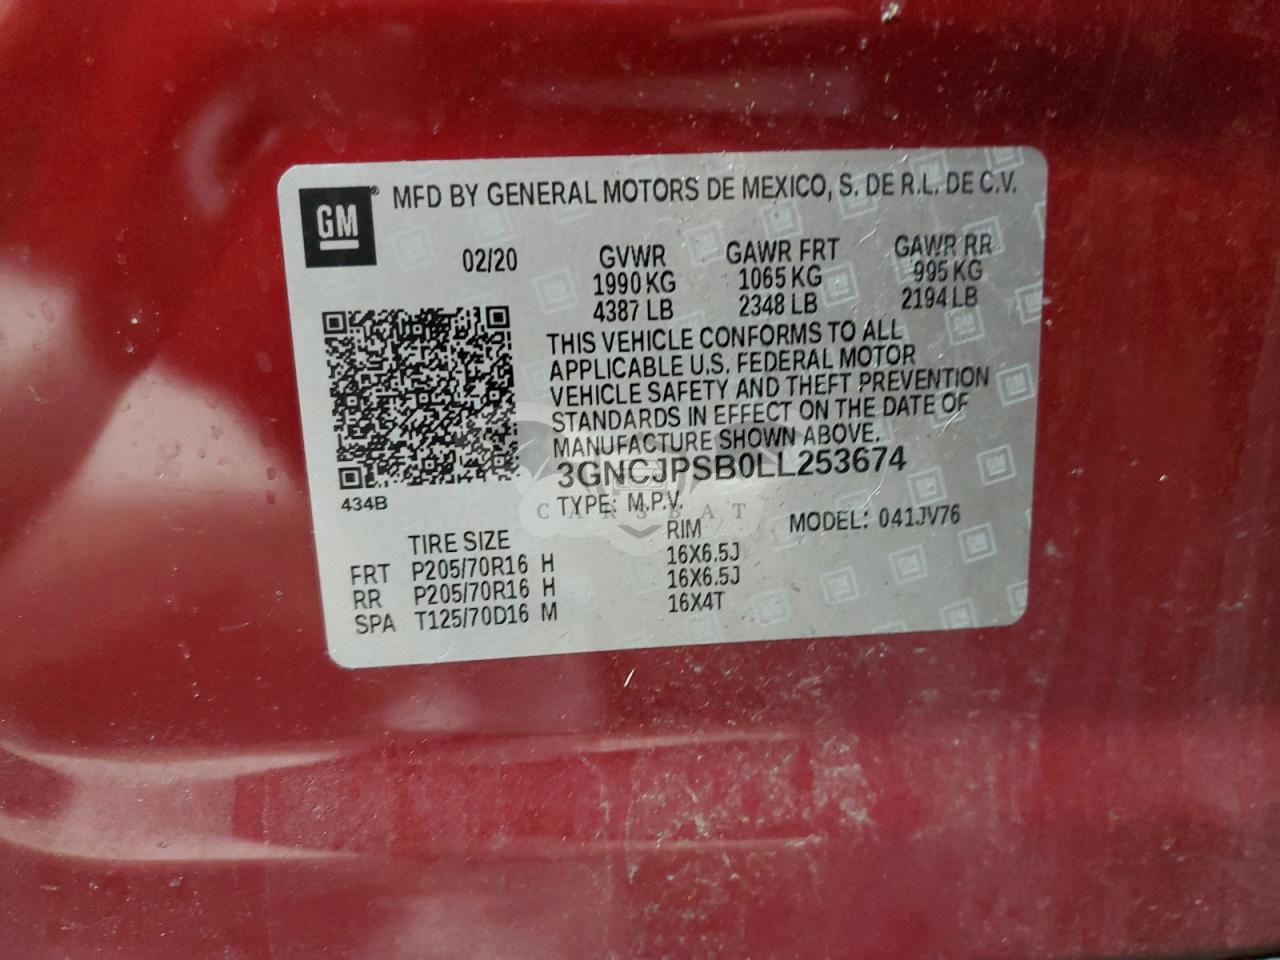 GM
MFD BY GENERAL MOTORS DE MEXICO, S. DE R.L. DE C.V.
02/20 GVWR GAWR FRT GAWR RR
1990 KG 1065 KG 995 KG
4387 LB 2348 LB 2194 LB
THIS VEHICLE CONFORMS TO ALL
APPLICABLE U.S. FEDERAL MOTOR
VEHICLE SAFETY AND THEFT PREVENTION
STANDARDS IN EFFECT ON THE DATE OF
MANUFACTURE SHOWN ABOVE.
3GNCJPSB0LL253674
434B
TYPE: M.P.V. MODEL: 041JV76
CARSBAT
TIRE SIZE RIM
FRT P205/70R16 H 16X6.5J
RR P205/70R16 H 16X6.5J
SPA T125/70D16 M 16X4T